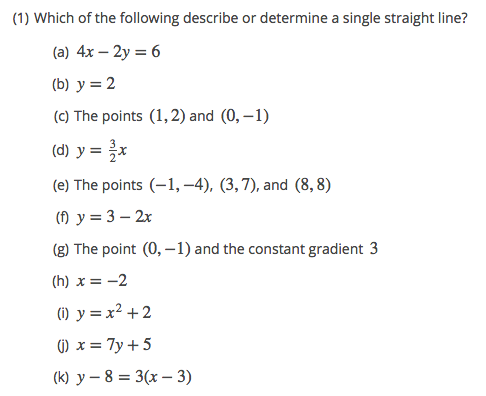 (1) Which of the following describe or determine a single straight line?
(a) 4x − 2y = 6
(b) y = 2
(c) The points (1, 2) and (0, −1)
(d) y = 3/2 x
(e) The points (−1, −4), (3, 7), and (8, 8)
(f) y = 3 − 2x
(g) The point (0, −1) and the constant gradient 3
(h) x = −2
(i) y = x² + 2
(j) x = 7y + 5
(k) y − 8 = 3(x − 3)